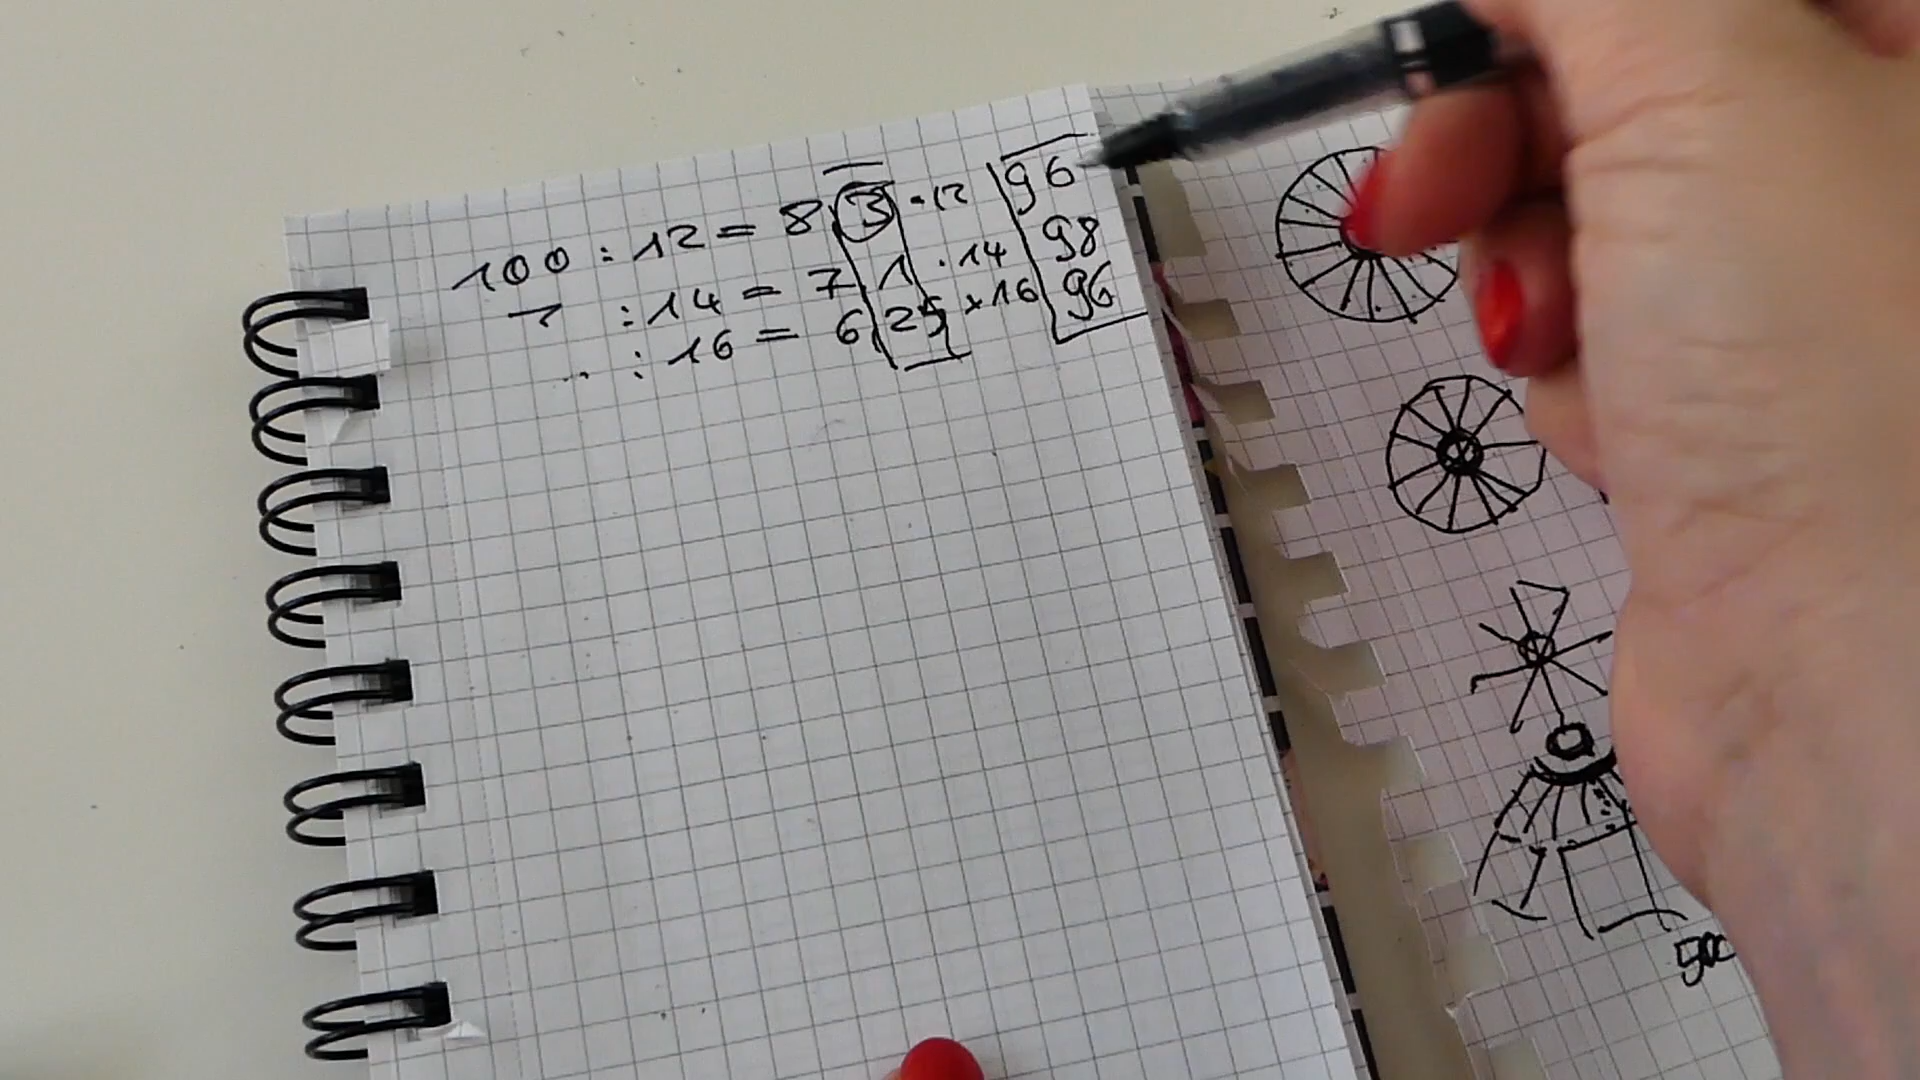 100 : 12 = 8,3 · 12 96
: 14 = 7,1 · 14 98
.. : 16 = 6,25 x 16 96